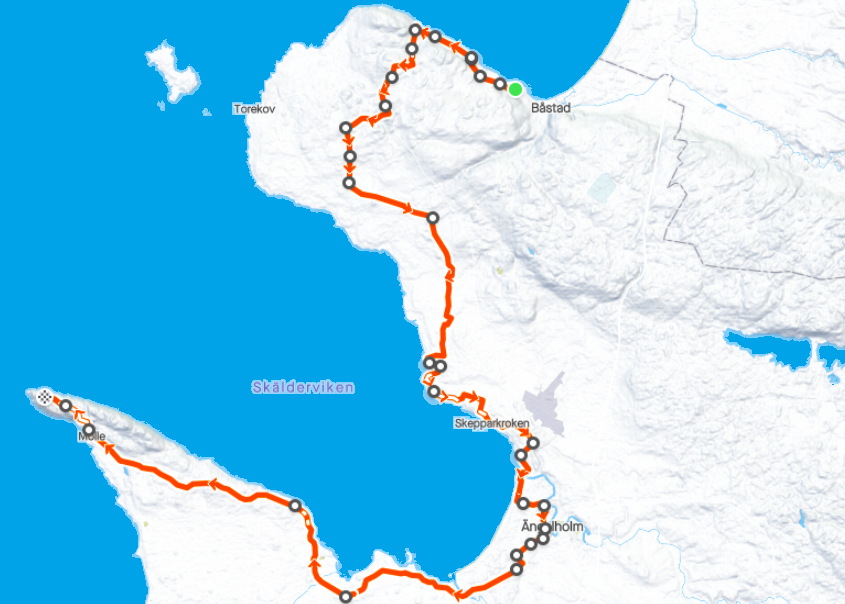 Torekov
Båstad
Skälderviken
Skepparkroken
Mölle
Ängelholm